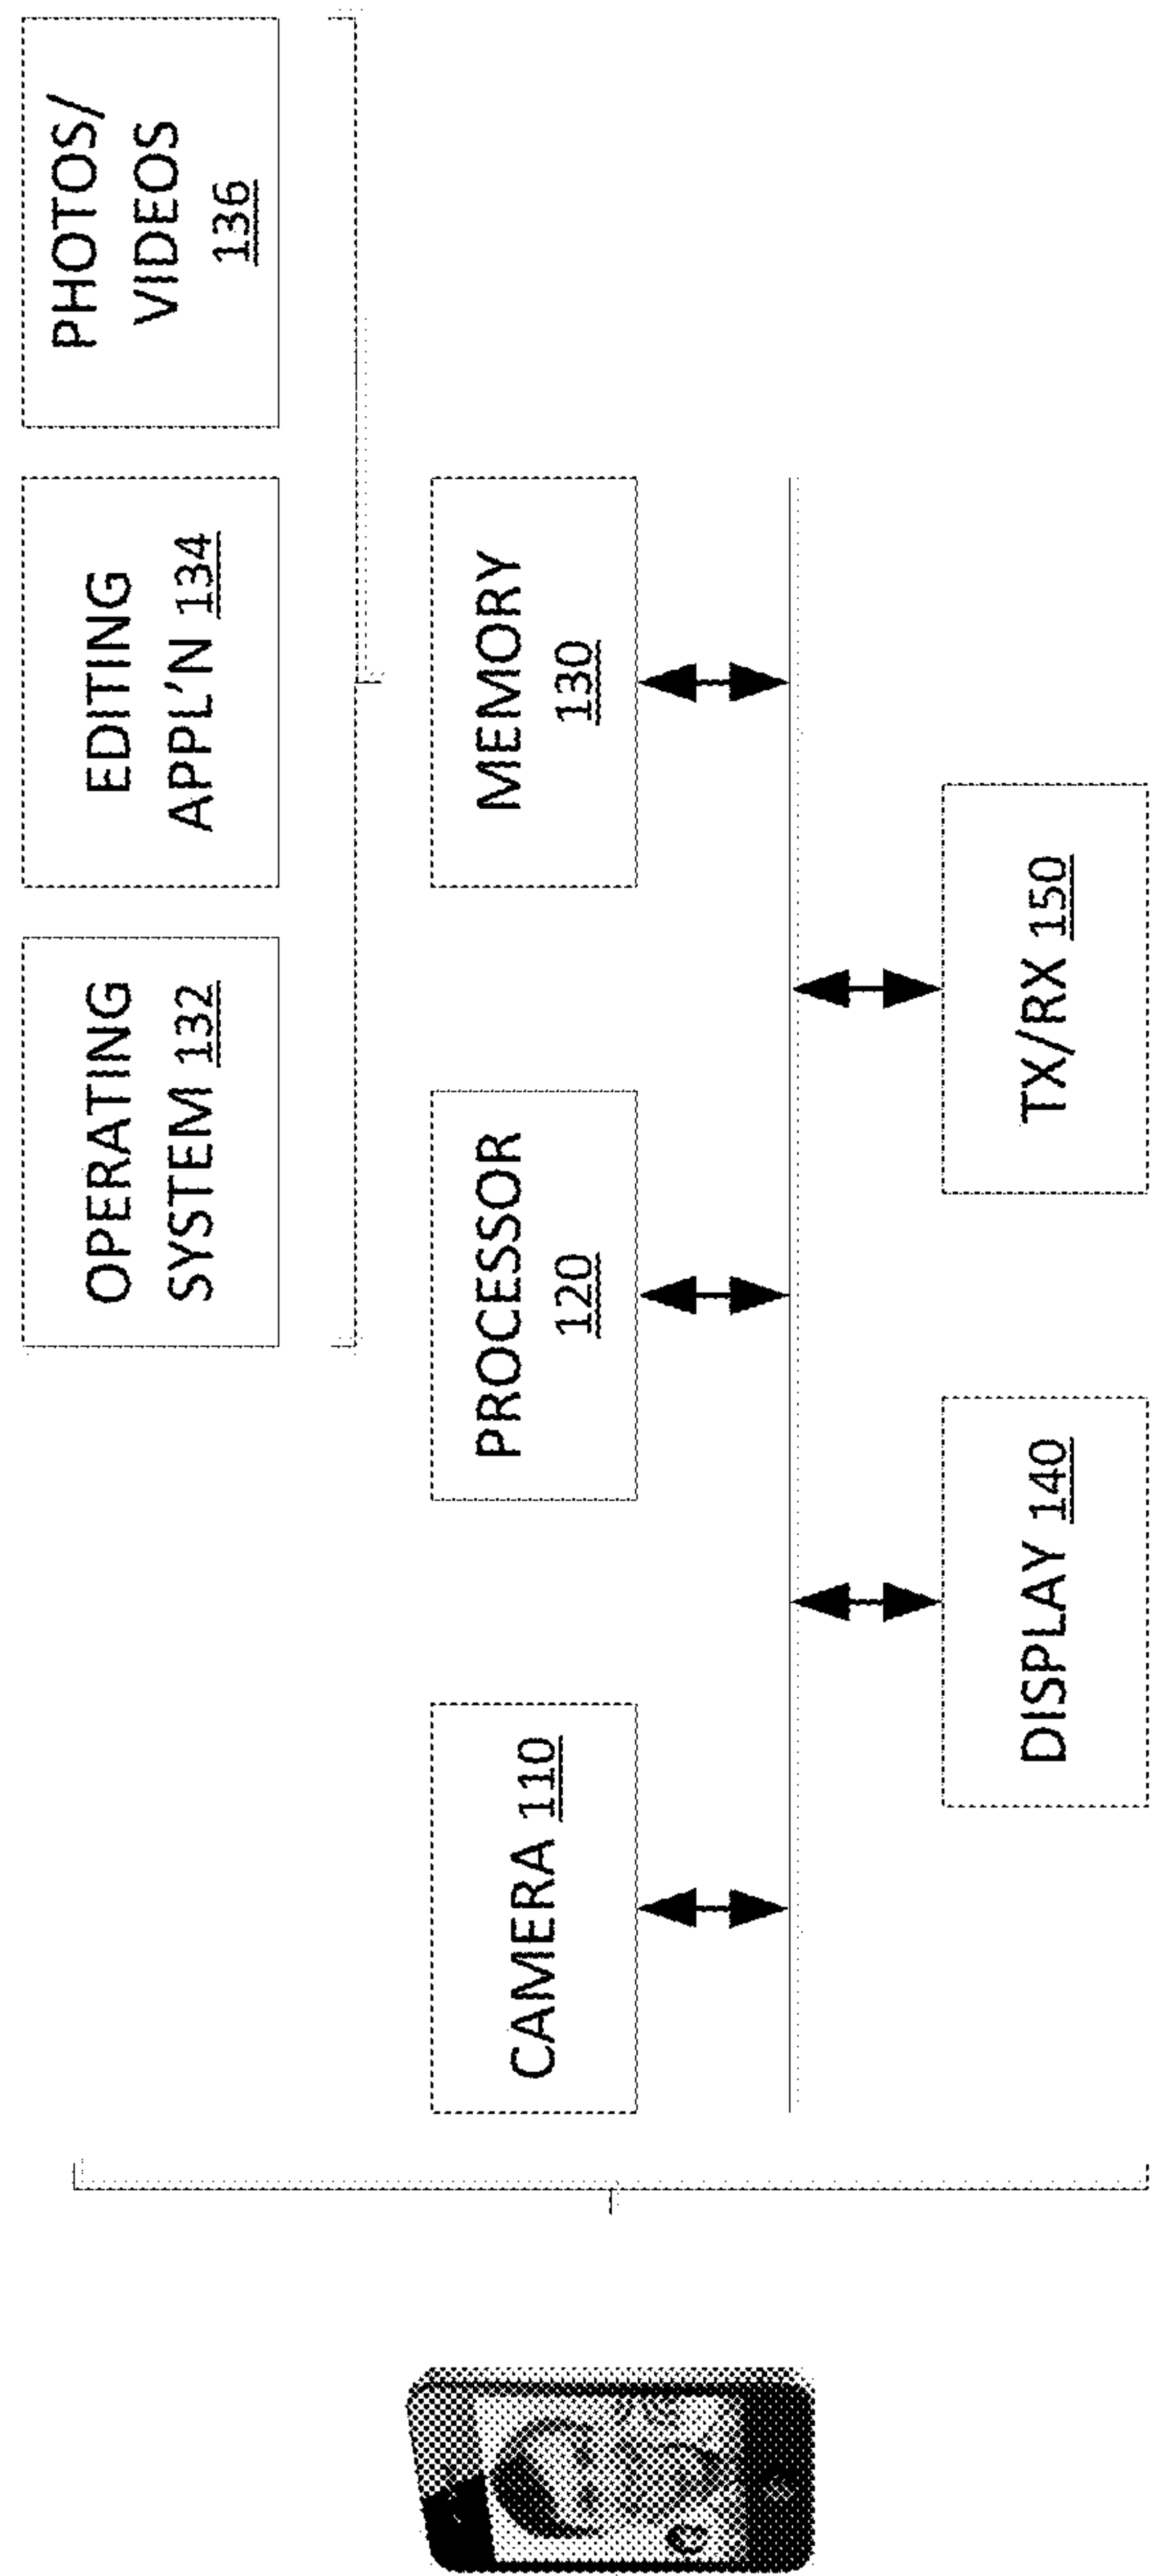 OPERATING
SYSTEM 132
EDITING
APPL'N 134
PHOTOS/
VIDEOS
136
CAMERA 110
PROCESSOR
120
MEMORY
130
DISPLAY 140
TX/RX 150